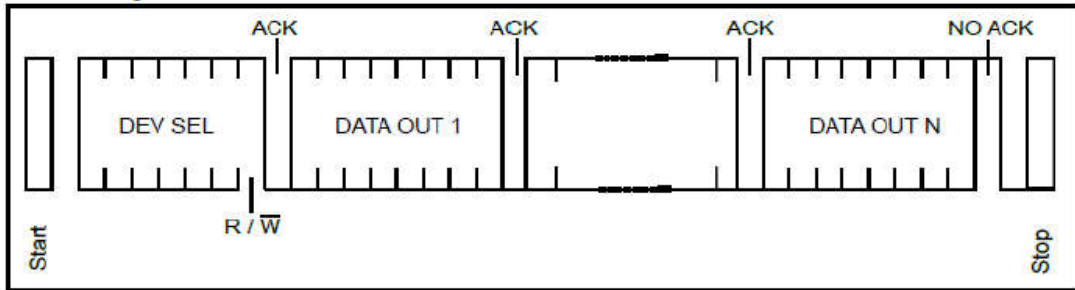 ACK ACK ACK NO ACK
DEV SEL DATA OUT 1 DATA OUT N
R / W
Start
Stop